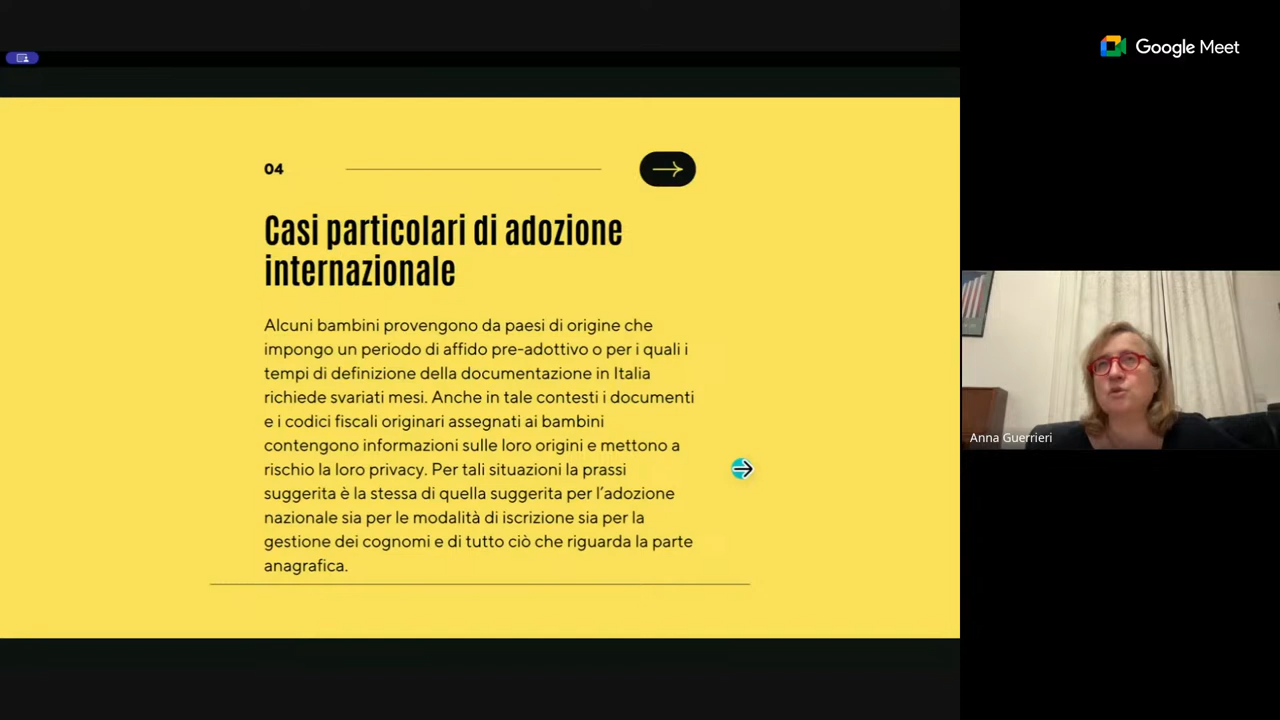 Google Meet
04
Casi particolari di adozione
internazionale
Alcuni bambini provengono da paesi di origine che
impongo un periodo di affido pre-adottivo o per i quali i
tempi di definizione della documentazione in Italia
richiede svariati mesi. Anche in tale contesti i documenti
e i codici fiscali originari assegnati ai bambini
contengono informazioni sulle loro origini e mettono a
rischio la loro privacy. Per tali situazioni la prassi
suggerita è la stessa di quella suggerita per l'adozione
nazionale sia per le modalità di iscrizione sia per la
gestione dei cognomi e di tutto ciò che riguarda la parte
anagrafica.
Anna Guerrieri